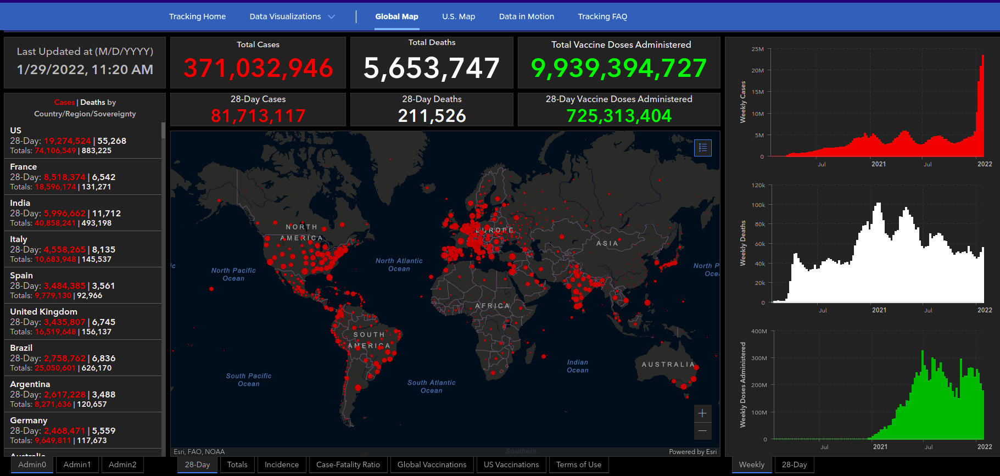 Tracking Home
Data Visualizations
Global Map
U.S. Map
Data in Motion
Tracking FAQ
Last Updated at (M/D/YYYY)
1/29/2022, 11:20 AM
Total Cases
371,032,946
Total Deaths
5,653,747
Total Vaccine Doses Administered
9,939,394,727
28-Day Cases
81,713,117
28-Day Deaths
211,526
28-Day Vaccine Doses Administered
725,313,404
Cases | Deaths by
Country/Region/Sovereignty
US
28-Day: 19,274,524 | 55,268
Totals: 74,106,549 | 883,225
France
28-Day: 8,518,374 | 6,542
Totals: 18,596,174 | 131,271
India
28-Day: 5,996,662 | 11,712
Totals: 40,858,241 | 493,198
Italy
28-Day: 4,558,265 | 8,135
Totals: 10,683,948 | 145,537
Spain
28-Day: 3,484,385 | 3,561
Totals: 9,779,130 | 92,966
United Kingdom
28-Day: 3,435,807 | 6,745
Totals: 16,519,648 | 156,137
Brazil
28-Day: 2,758,762 | 6,836
Totals: 25,050,601 | 626,170
Argentina
28-Day: 2,617,228 | 3,488
Totals: 8,271,636 | 120,657
Germany
28-Day: 2,468,471 | 5,559
Totals: 9,649,811 | 117,673
Australia
Admin0
Admin1
Admin2
NORTH
AMERICA
EUROPE
ASIA
North Atlantic
Ocean
North Pacific
Ocean
ic
North P
Oce
AFRICA
SOUTH
AMERICA
Indian
Ocean
AUSTRALIA
South Pacific
Ocean
South Atlantic
Ocean
Southern
+
−
Esri, FAO, NOAA
Powered by Esri
28-Day
Totals
Incidence
Case-Fatality Ratio
Global Vaccinations
US Vaccinations
Terms of Use
Weekly Cases
25M
20M
15M
10M
5M
0
Jul
2021
Jul
2022
Weekly Deaths
120k
100k
80k
60k
40k
20k
0
Jul
2021
Jul
2022
Weekly Doses Administered
400M
300M
200M
100M
0
Jul
2021
Jul
2022
Weekly
28-Day